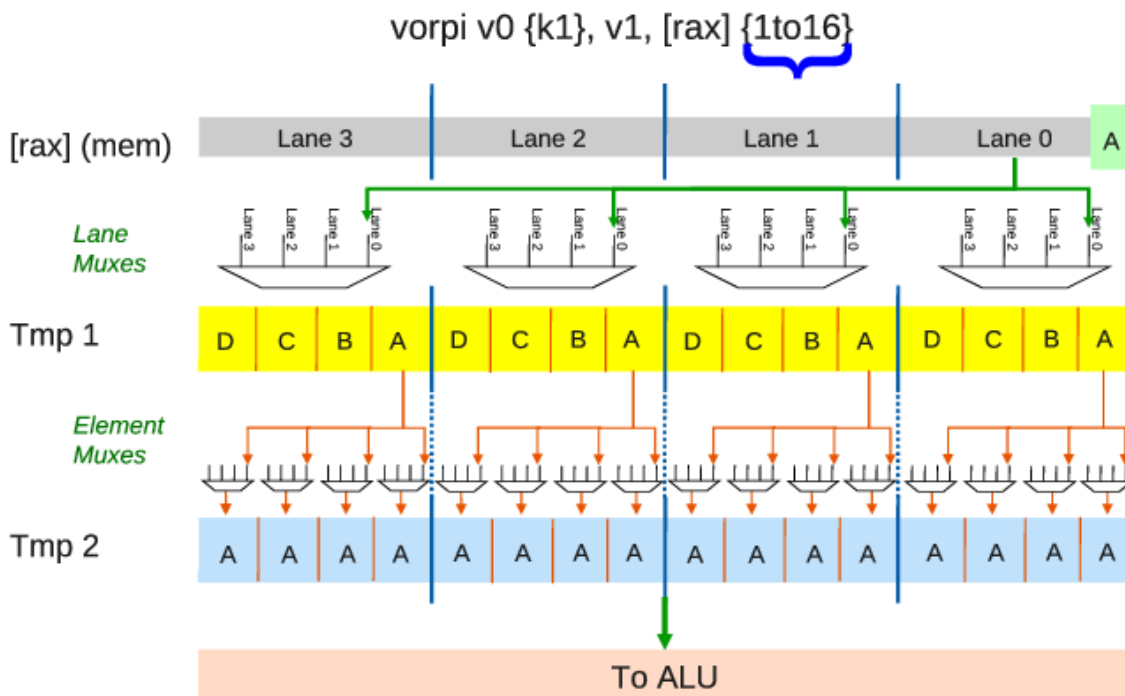 vorpi v0 {k1}, v1, [rax] {1to16}
[rax] (mem) Lane 3 Lane 2 Lane 1 Lane 0 A
Lane 3 Lane 2 Lane 1 Lane 0 Lane 3 Lane 2 Lane 1 Lane 0 Lane 3 Lane 2 Lane 1 Lane 0 Lane 3 Lane 2 Lane 1 Lane 0
Lane
Muxes
Tmp 1 D C B A D C B A D C B A D C B A
Element
Muxes
Tmp 2 A A A A A A A A A A A A A A A A
To ALU